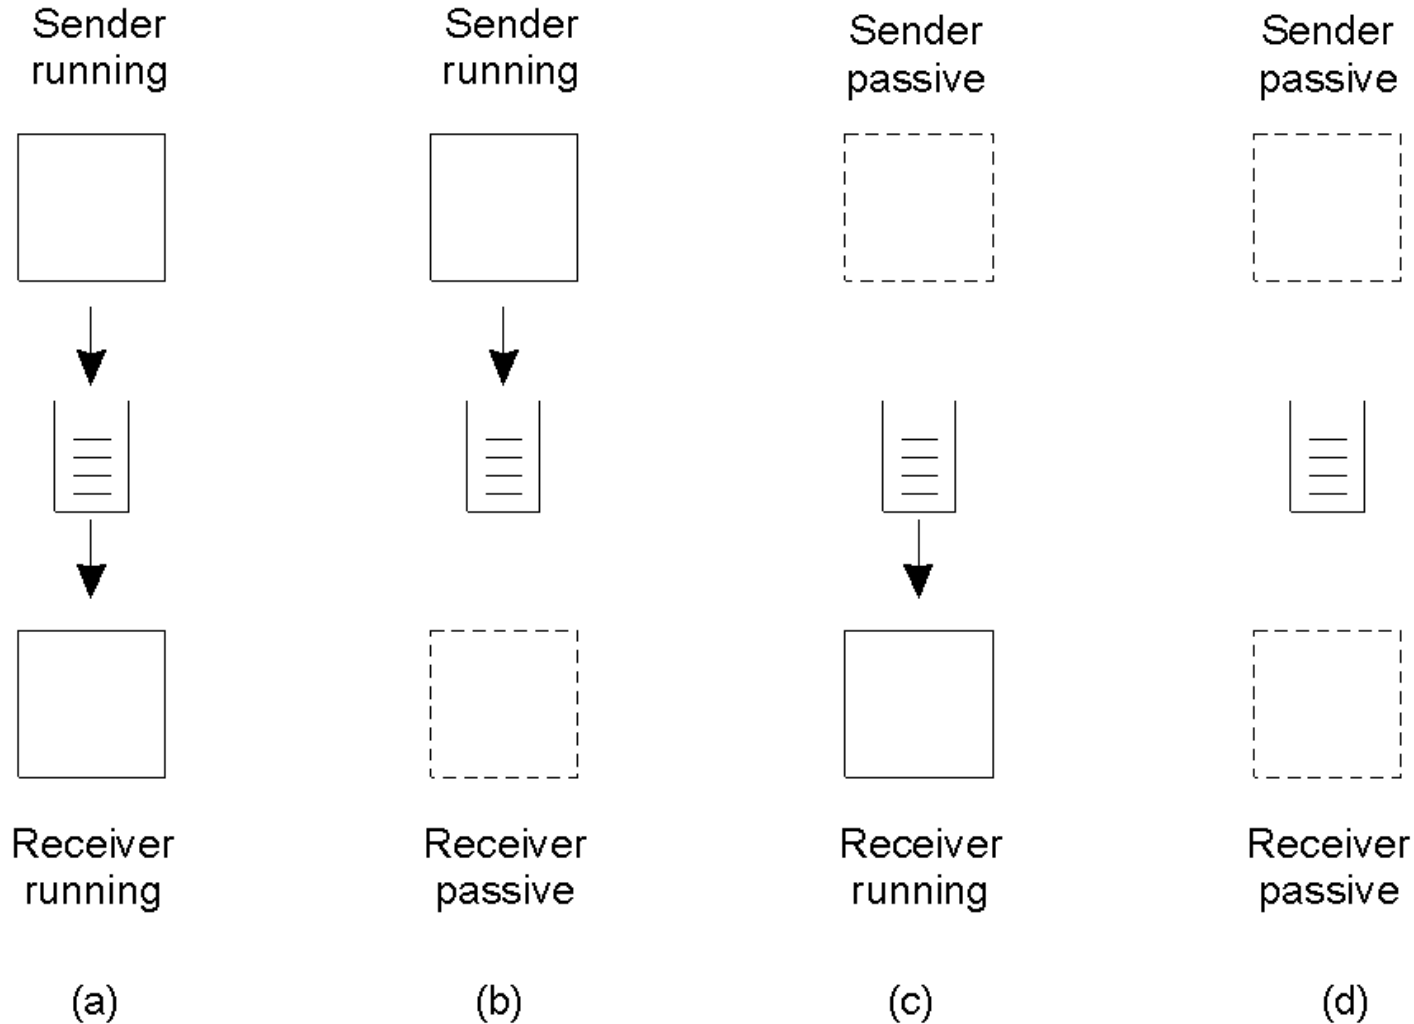 Sender
running
Sender
running
Sender
passive
Sender
passive
Receiver
running
Receiver
passive
Receiver
running
Receiver
passive
(a)
(b)
(c)
(d)